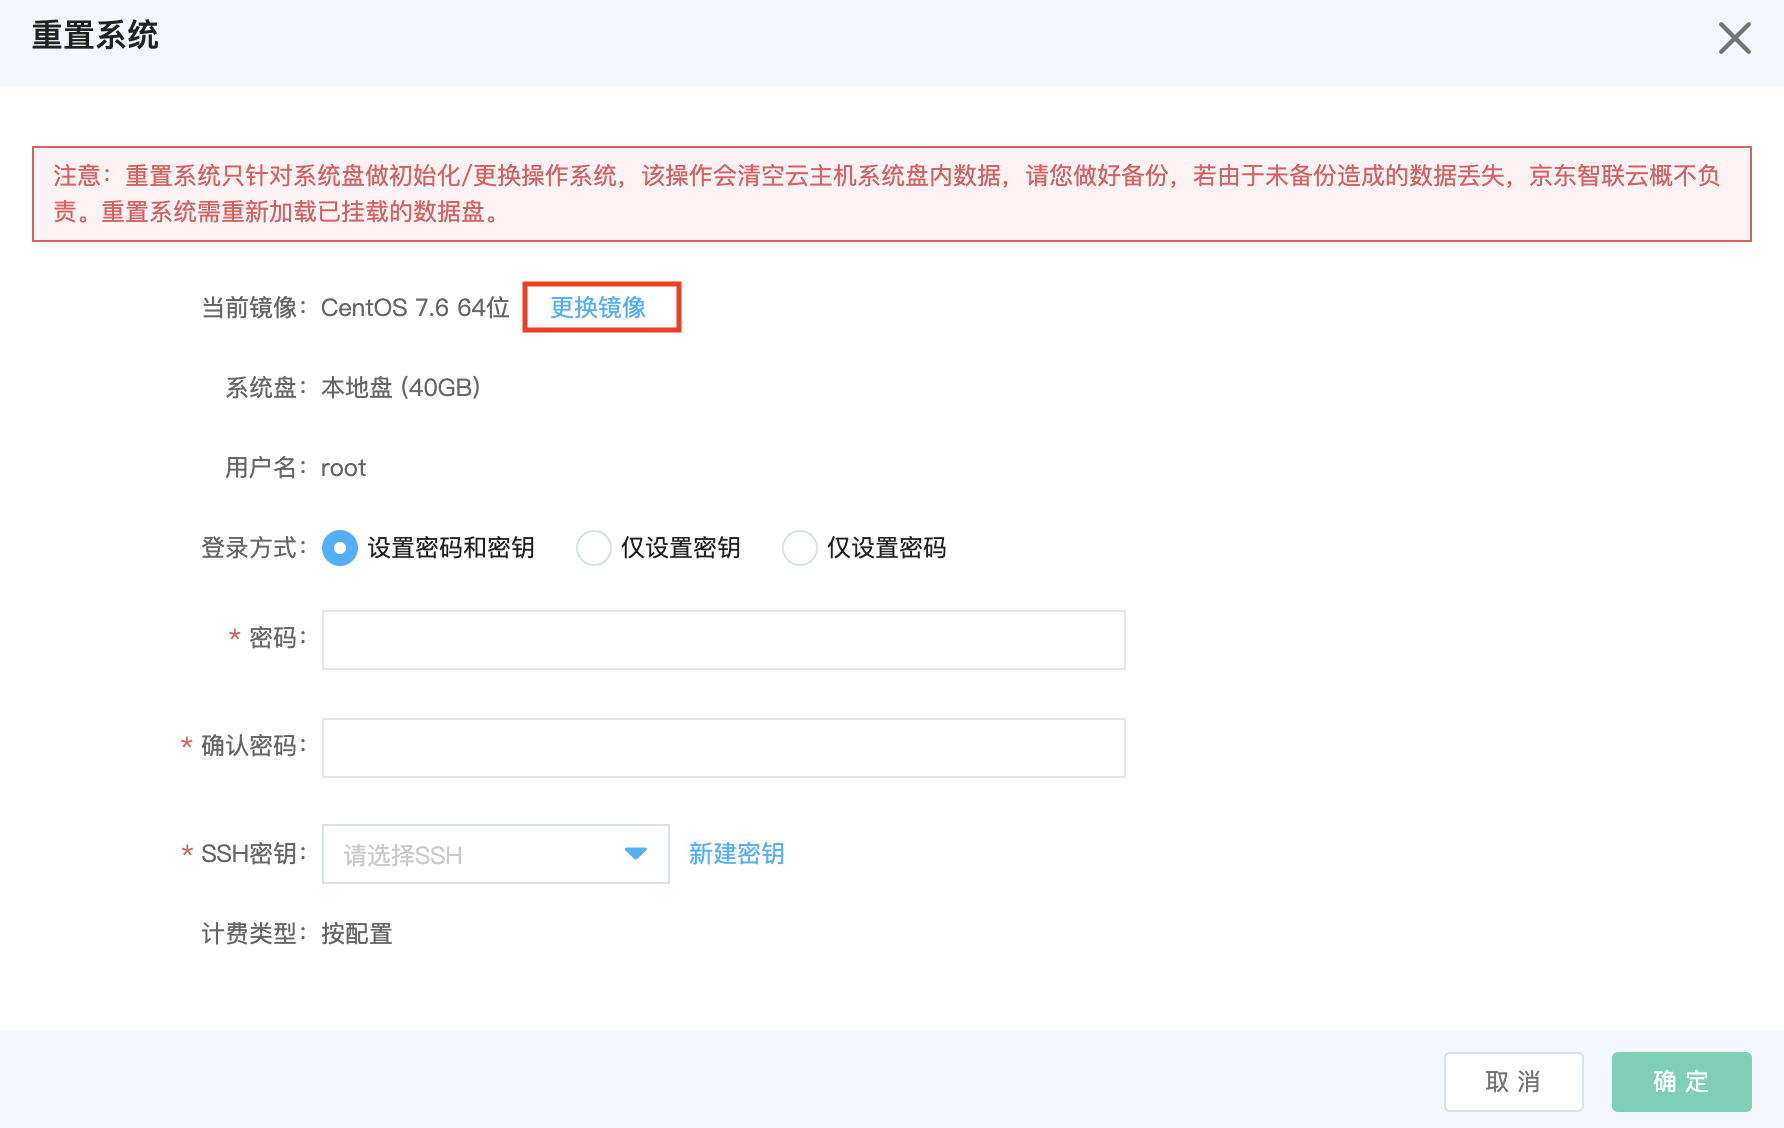 重置系统
注意：重置系统只针对系统盘做初始化/更换操作系统，该操作会清空云主机系统盘内数据，请您做好备份，若由于未备份造成的数据丢失，京东智联云概不负
责。重置系统需重新加载已挂载的数据盘。
当前镜像： CentOS 7.6 64位 更换镜像
系统盘： 本地盘 (40GB)
用户名： root
登录方式： 设置密码和密钥 仅设置密钥 仅设置密码
* 密码：
* 确认密码：
* SSH密钥： 请选择SSH 新建密钥
计费类型： 按配置
取 消 确 定